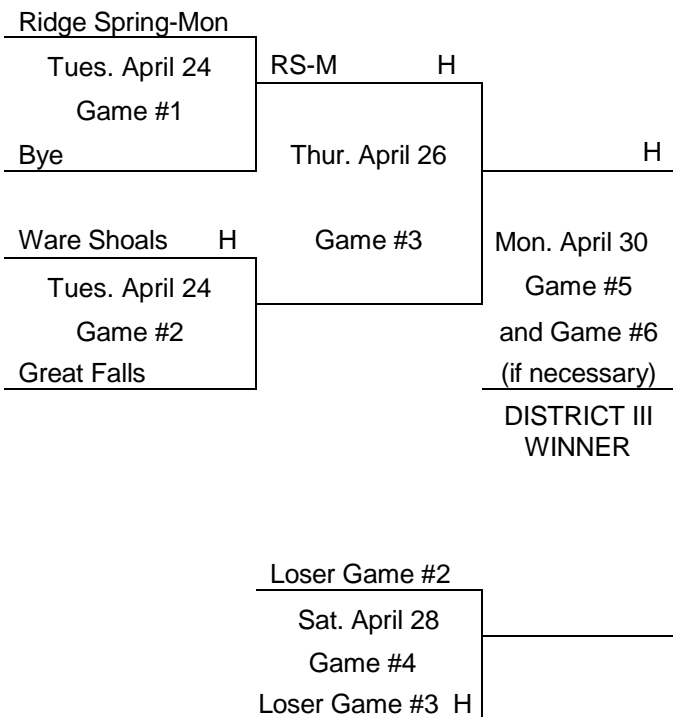 Ridge Spring-Mon
Tues. April 24
Game #1
Bye
RS-M H
Thur. April 26
Game #3
H
Ware Shoals H
Tues. April 24
Game #2
Great Falls
Mon. April 30
Game #5
and Game #6
(if necessary)
DISTRICT III
WINNER
Loser Game #2
Sat. April 28
Game #4
Loser Game #3 H